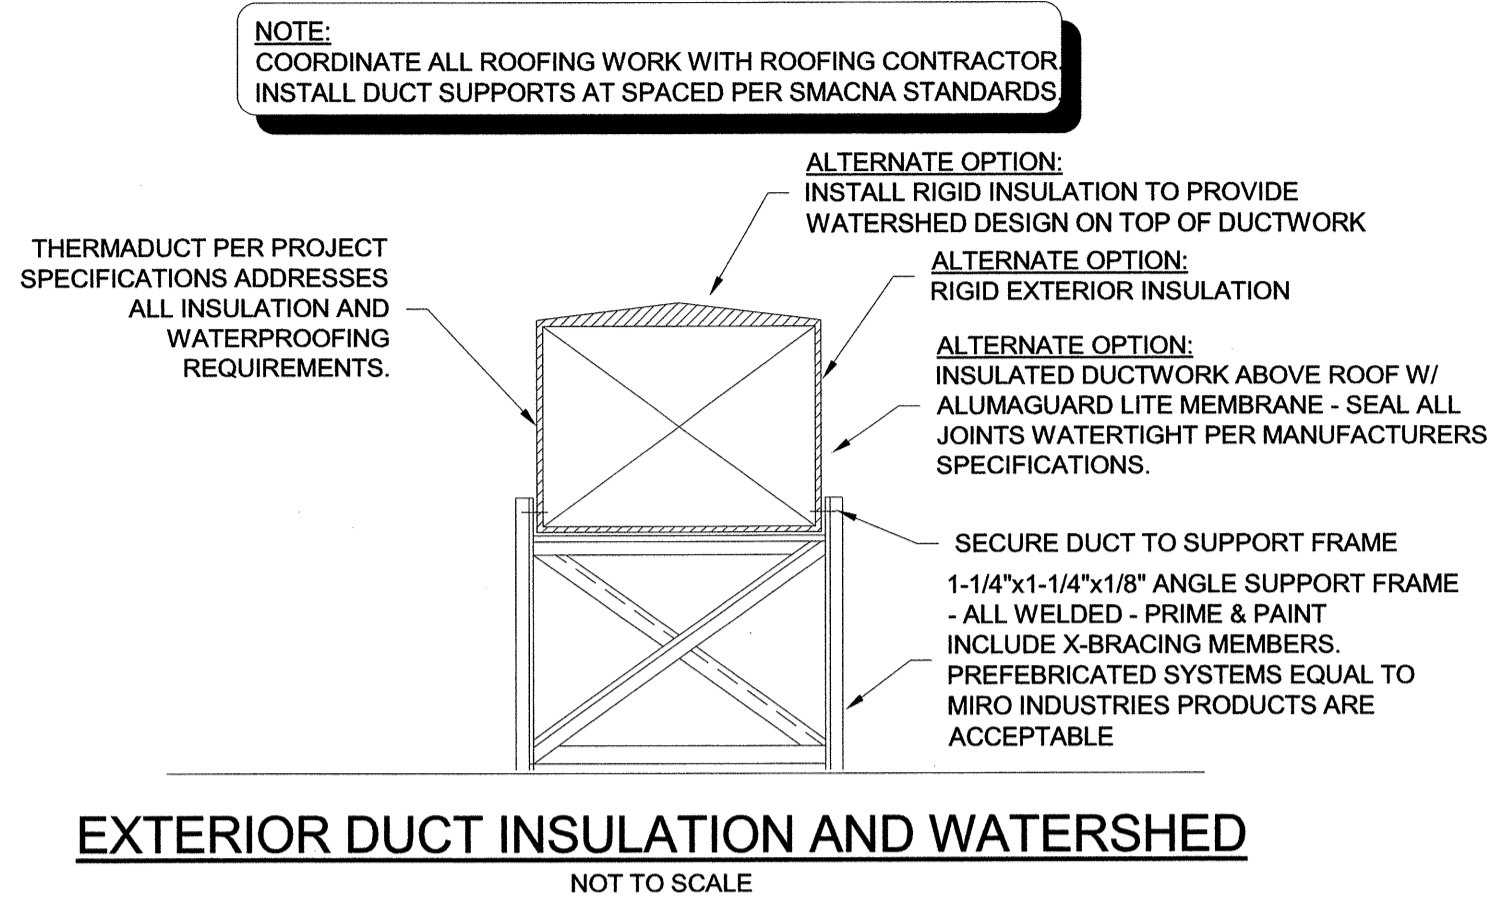 NOTE:
COORDINATE ALL ROOFING WORK WITH ROOFING CONTRACTOR.
INSTALL DUCT SUPPORTS AT SPACED PER SMACNA STANDARDS.
ALTERNATE OPTION:
INSTALL RIGID INSULATION TO PROVIDE
WATERSHED DESIGN ON TOP OF DUCTWORK
THERMADUCT PER PROJECT
SPECIFICATIONS ADDRESSES
ALL INSULATION AND
WATERPROOFING
REQUIREMENTS.
ALTERNATE OPTION:
RIGID EXTERIOR INSULATION
ALTERNATE OPTION:
INSULATED DUCTWORK ABOVE ROOF W/
ALUMAGUARD LITE MEMBRANE - SEAL ALL
JOINTS WATERTIGHT PER MANUFACTURERS
SPECIFICATIONS.
SECURE DUCT TO SUPPORT FRAME
1-1/4"x1-1/4"x1/8" ANGLE SUPPORT FRAME
- ALL WELDED - PRIME & PAINT
INCLUDE X-BRACING MEMBERS.
PREFEBRICATED SYSTEMS EQUAL TO
MIRO INDUSTRIES PRODUCTS ARE
ACCEPTABLE
EXTERIOR DUCT INSULATION AND WATERSHED
NOT TO SCALE